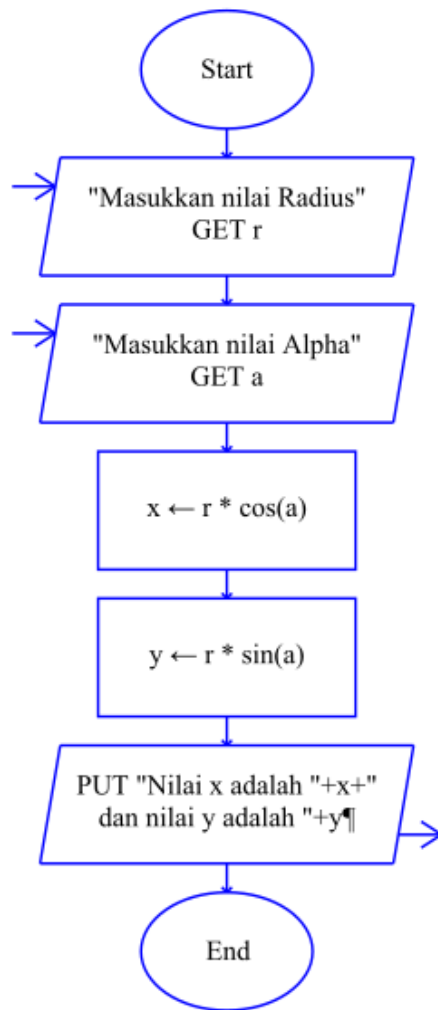 Start
"Masukkan nilai Radius"
GET r
"Masukkan nilai Alpha"
GET a
x ← r * cos(a)
y ← r * sin(a)
PUT "Nilai x adalah "+x+"
dan nilai y adalah "+y¶
End